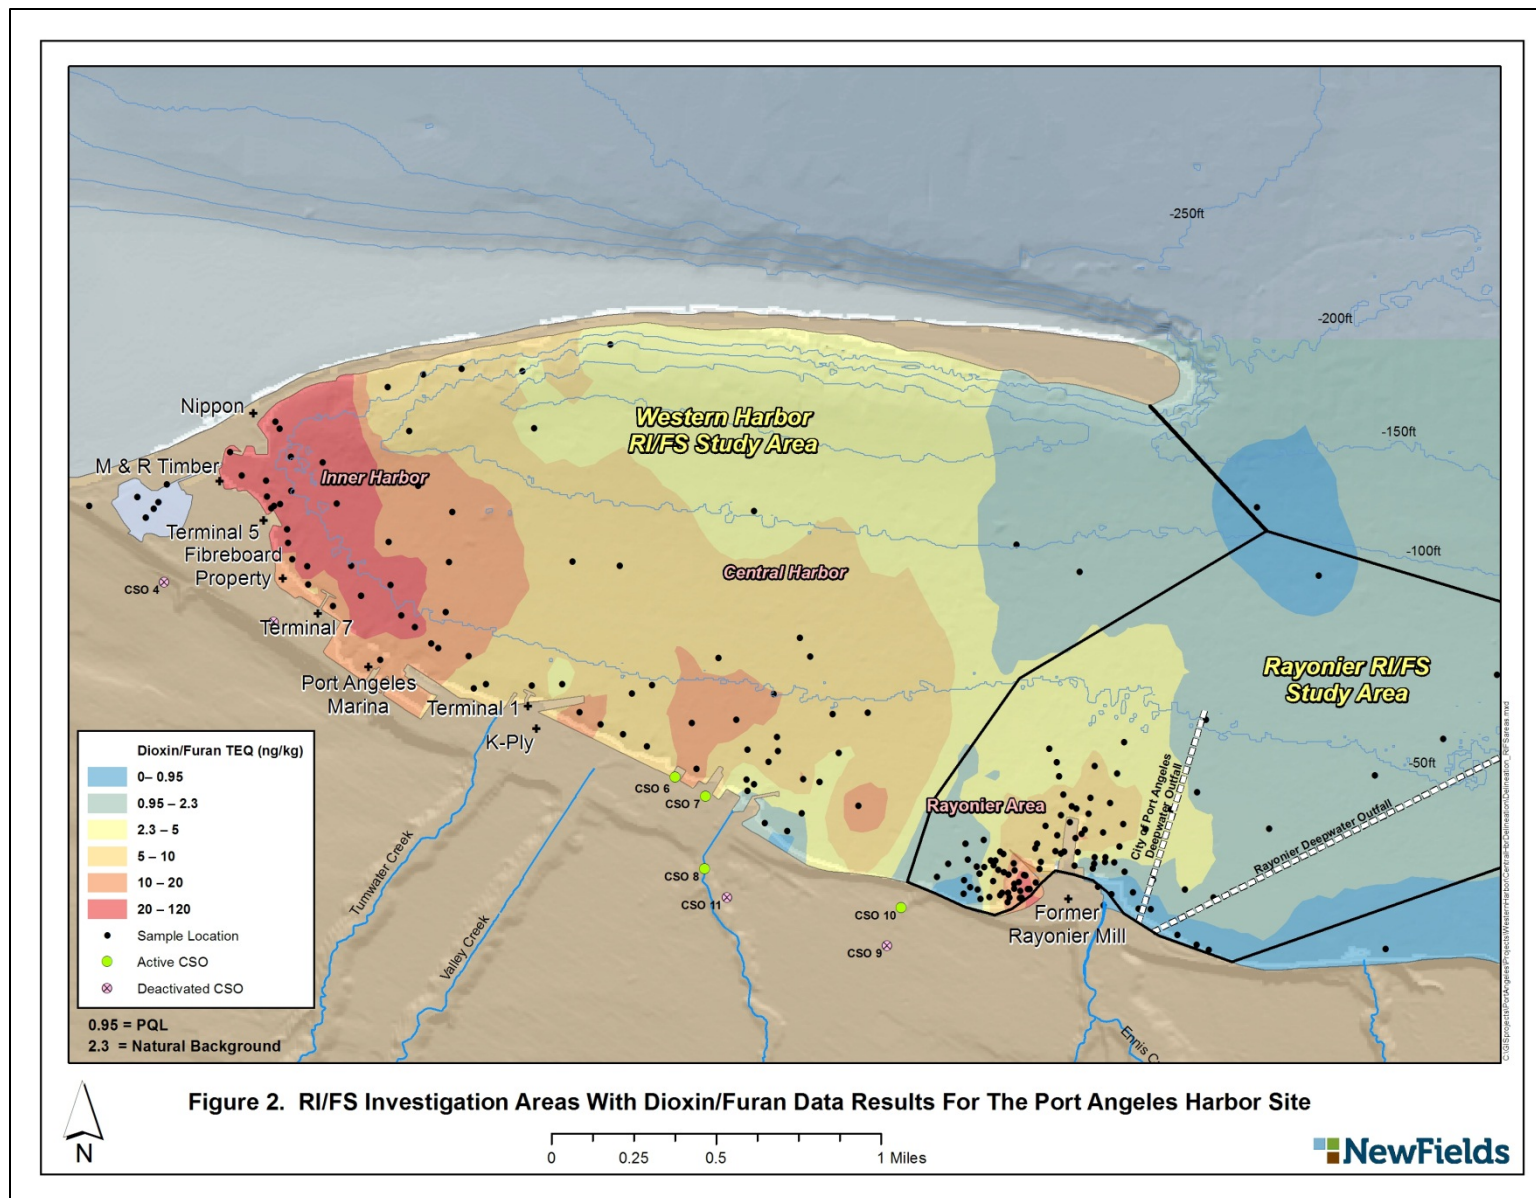 -250ft
-200ft
-150ft
-100ft
-50ft
Western Harbor
RI/FS Study Area
Nippon
M & R Timber
Inner Harbor
Terminal 5
Fibreboard
Property
CSO 4
Terminal 7
Central Harbor
Port Angeles
Marina
Terminal 1
K-Ply
Rayonier RI/FS
Study Area
CSO 6
CSO 7
CSO 8
CSO 11
CSO 10
CSO 9
Rayonier Area
City of Port Angeles
Deepwater Outfall
Rayonier Deepwater Outfall
Former
Rayonier Mill
Tumwater Creek
Valley Creek
Ennis C
Dioxin/Furan TEQ (ng/kg)
0– 0.95
0.95 – 2.3
2.3 – 5
5 – 10
10 – 20
20 – 120
Sample Location
Active CSO
Deactivated CSO
0.95 = PQL
2.3 = Natural Background
Figure 2. RI/FS Investigation Areas With Dioxin/Furan Data Results For The Port Angeles Harbor Site
N
0 0.25 0.5 1 Miles
NewFields